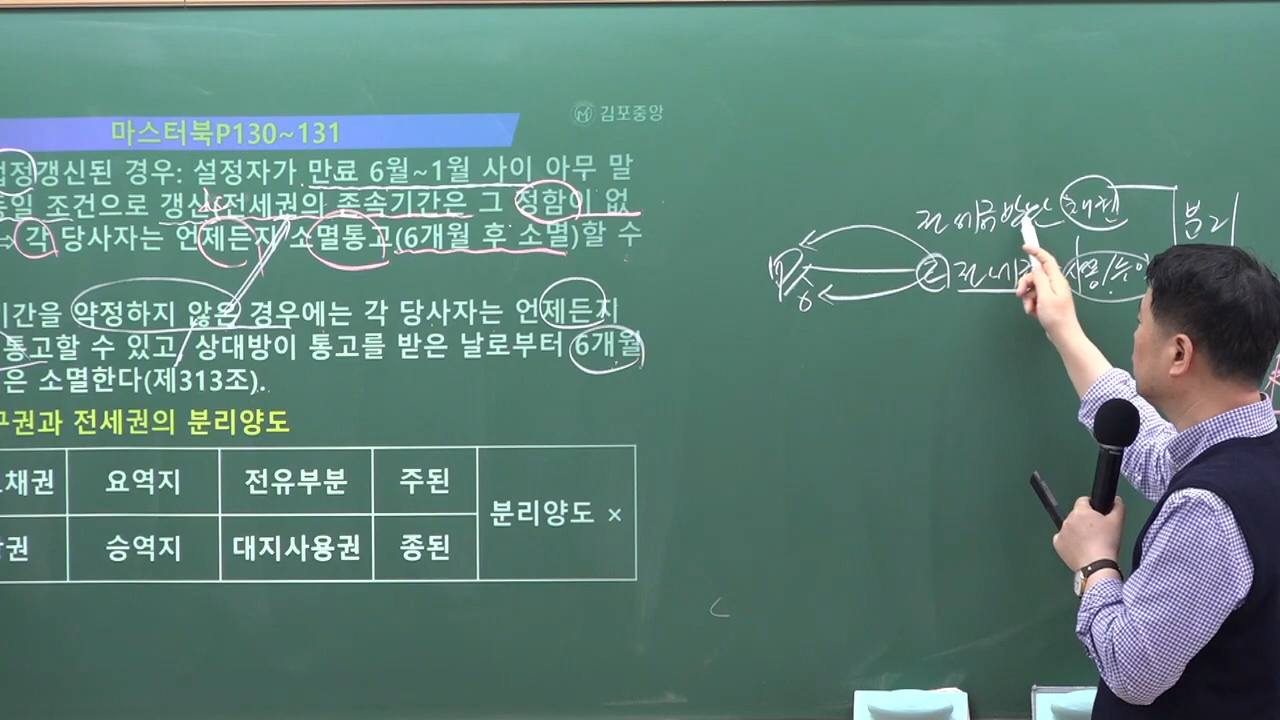 김포중앙
마스터북P130~131
법정갱신된 경우: 설정자가 만료 6월~1월 사이 아무 말
동일 조건으로 갱신(전세권의 존속기간은 그 정함이 없
⇒ 각 당사자는 언제든지 소멸통고(6개월 후 소멸)할 수
기간을 약정하지 않은 경우에는 각 당사자는 언제든지
통고할 수 있고, 상대방이 통고를 받은 날로부터 6개월
은 소멸한다(제313조).
구권과 전세권의 분리양도
채권 요역지 전유부분 주된 분리양도 ×
권 승역지 대지사용권 종된
채권
분리